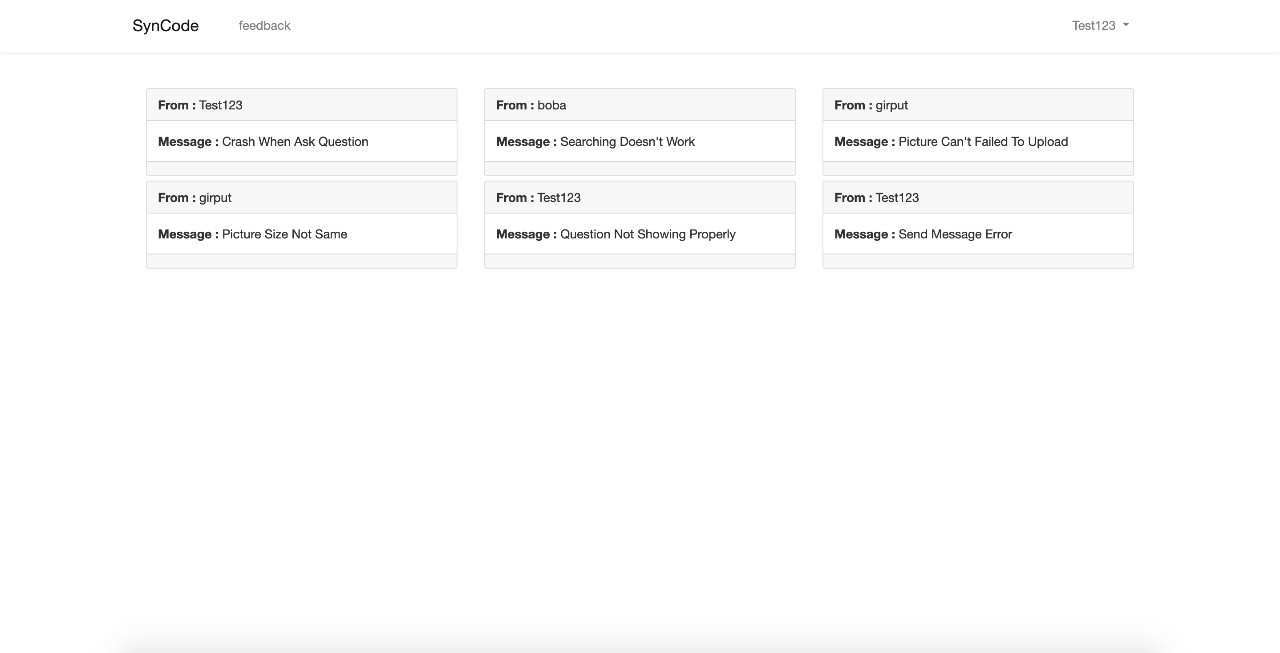 SynCode feedback Test123
From : Test123
Message : Crash When Ask Question
From : boba
Message : Searching Doesn't Work
From : girput
Message : Picture Can't Failed To Upload
From : girput
Message : Picture Size Not Same
From : Test123
Message : Question Not Showing Properly
From : Test123
Message : Send Message Error